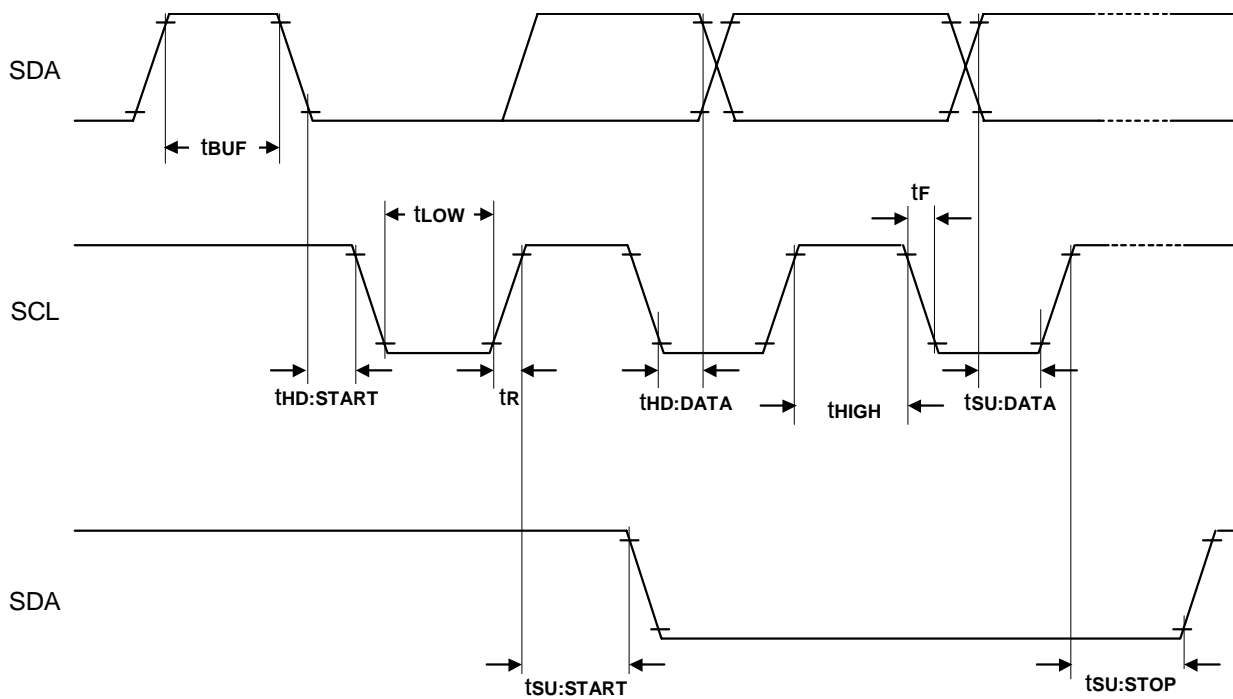 SDA
tBUF
tLOW
tF
SCL
tHD:START
tR
tHD:DATA
tHIGH
tSU:DATA
SDA
tSU:START
tSU:STOP